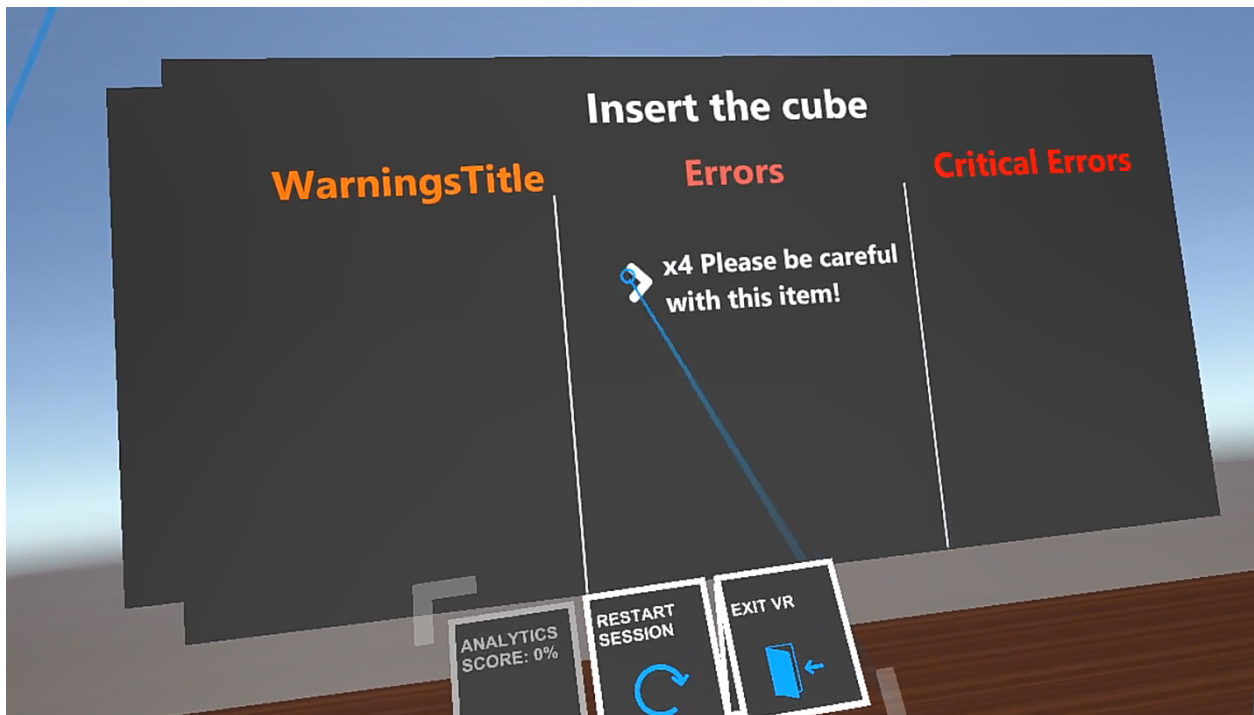 Insert the cube
WarningsTitle
Errors
Critical Errors
x4 Please be careful
with this item!
ANALYTICS
SCORE: 0%
RESTART
SESSION
EXIT VR